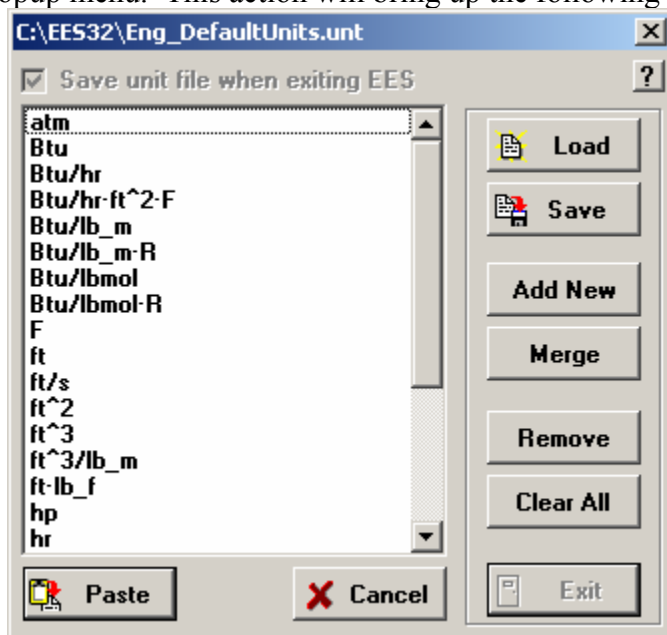 opup menu. This action will bring up the following
C:\EES32\Eng_DefaultUnits.unt
Save unit file when exiting EES
?
atm
Btu
Btu/hr
Btu/hr-ft^2-F
Btu/lb_m
Btu/lb_m-R
Btu/lbmol
Btu/lbmol-R
F
ft
ft/s
ft^2
ft^3
ft^3/lb_m
ft-lb_f
hp
hr
Load
Save
Add New
Merge
Remove
Clear All
Paste
Cancel
Exit